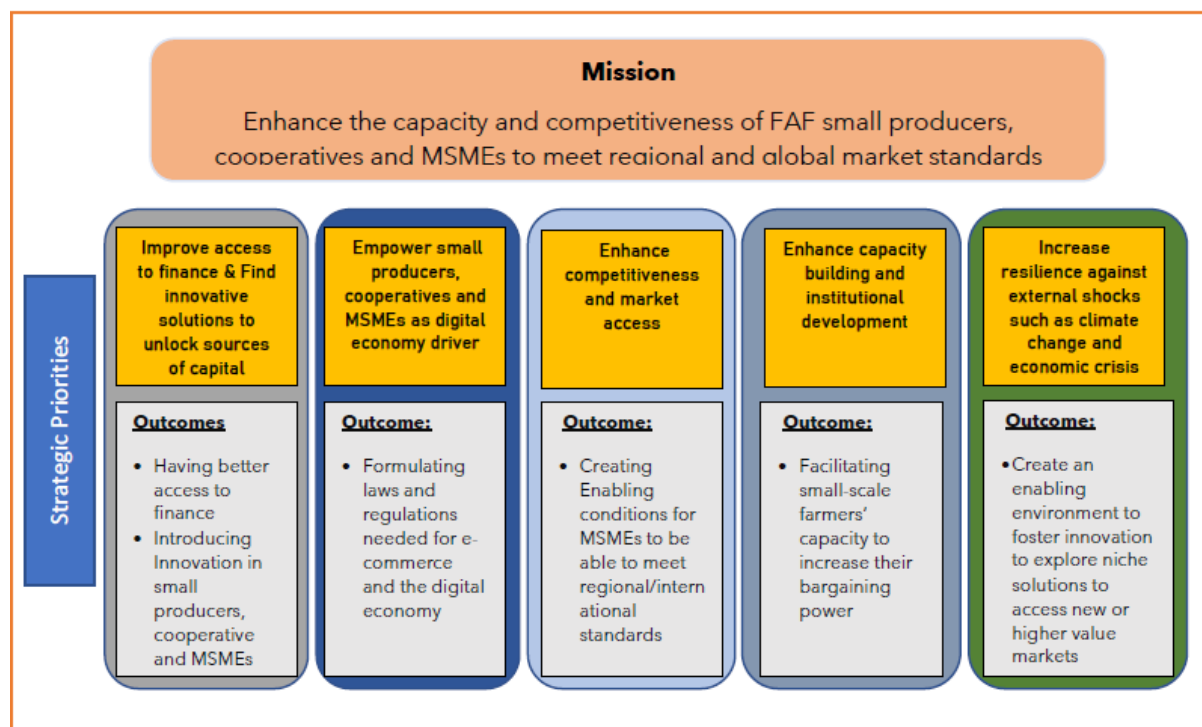 Mission
Enhance the capacity and competitiveness of FAF small producers,
cooperatives and MSMEs to meet regional and global market standards
Strategic Priorities
Improve access
to finance & Find
innovative
solutions to
unlock sources
of capital
Outcomes
• Having better
access to
finance
• Introducing
Innovation in
small
producers,
cooperative
and MSMEs
Empower small
producers,
cooperatives and
MSMEs as digital
economy driver
Outcome:
• Formulating
laws and
regulations
needed for e-
commerce
and the digital
economy
Enhance
competitiveness
and market
access
Outcome:
• Creating
Enabling
conditions for
MSMEs to be
able to meet
regional/intern
ational
standards
Enhance capacity
building and
institutional
development
Outcome:
• Facilitating
small-scale
farmers’
capacity to
increase their
bargaining
power
Increase
resilience against
external shocks
such as climate
change and
economic crisis
Outcome:
•Create an
enabling
environment to
foster innovation
to explore niche
solutions to
access new or
higher value
markets